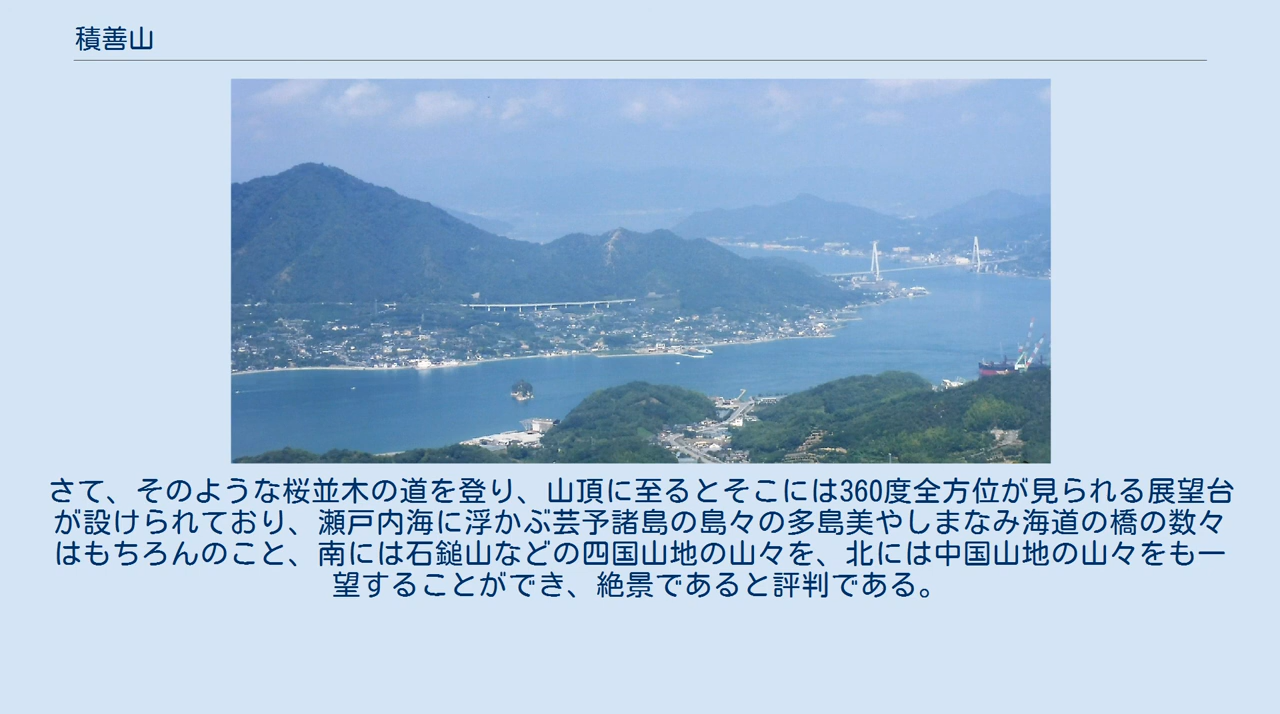 積善山
さて、そのような桜並木の道を登り、山頂に至るとそこには360度全方位が見られる展望台
が設けられており、瀬戸内海に浮かぶ芸予諸島の島々の多島美やしまなみ海道の橋の数々
はもちろんのこと、南には石鎚山などの四国山地の山々を、北には中国山地の山々をも一
望することができ、絶景であると評判である。